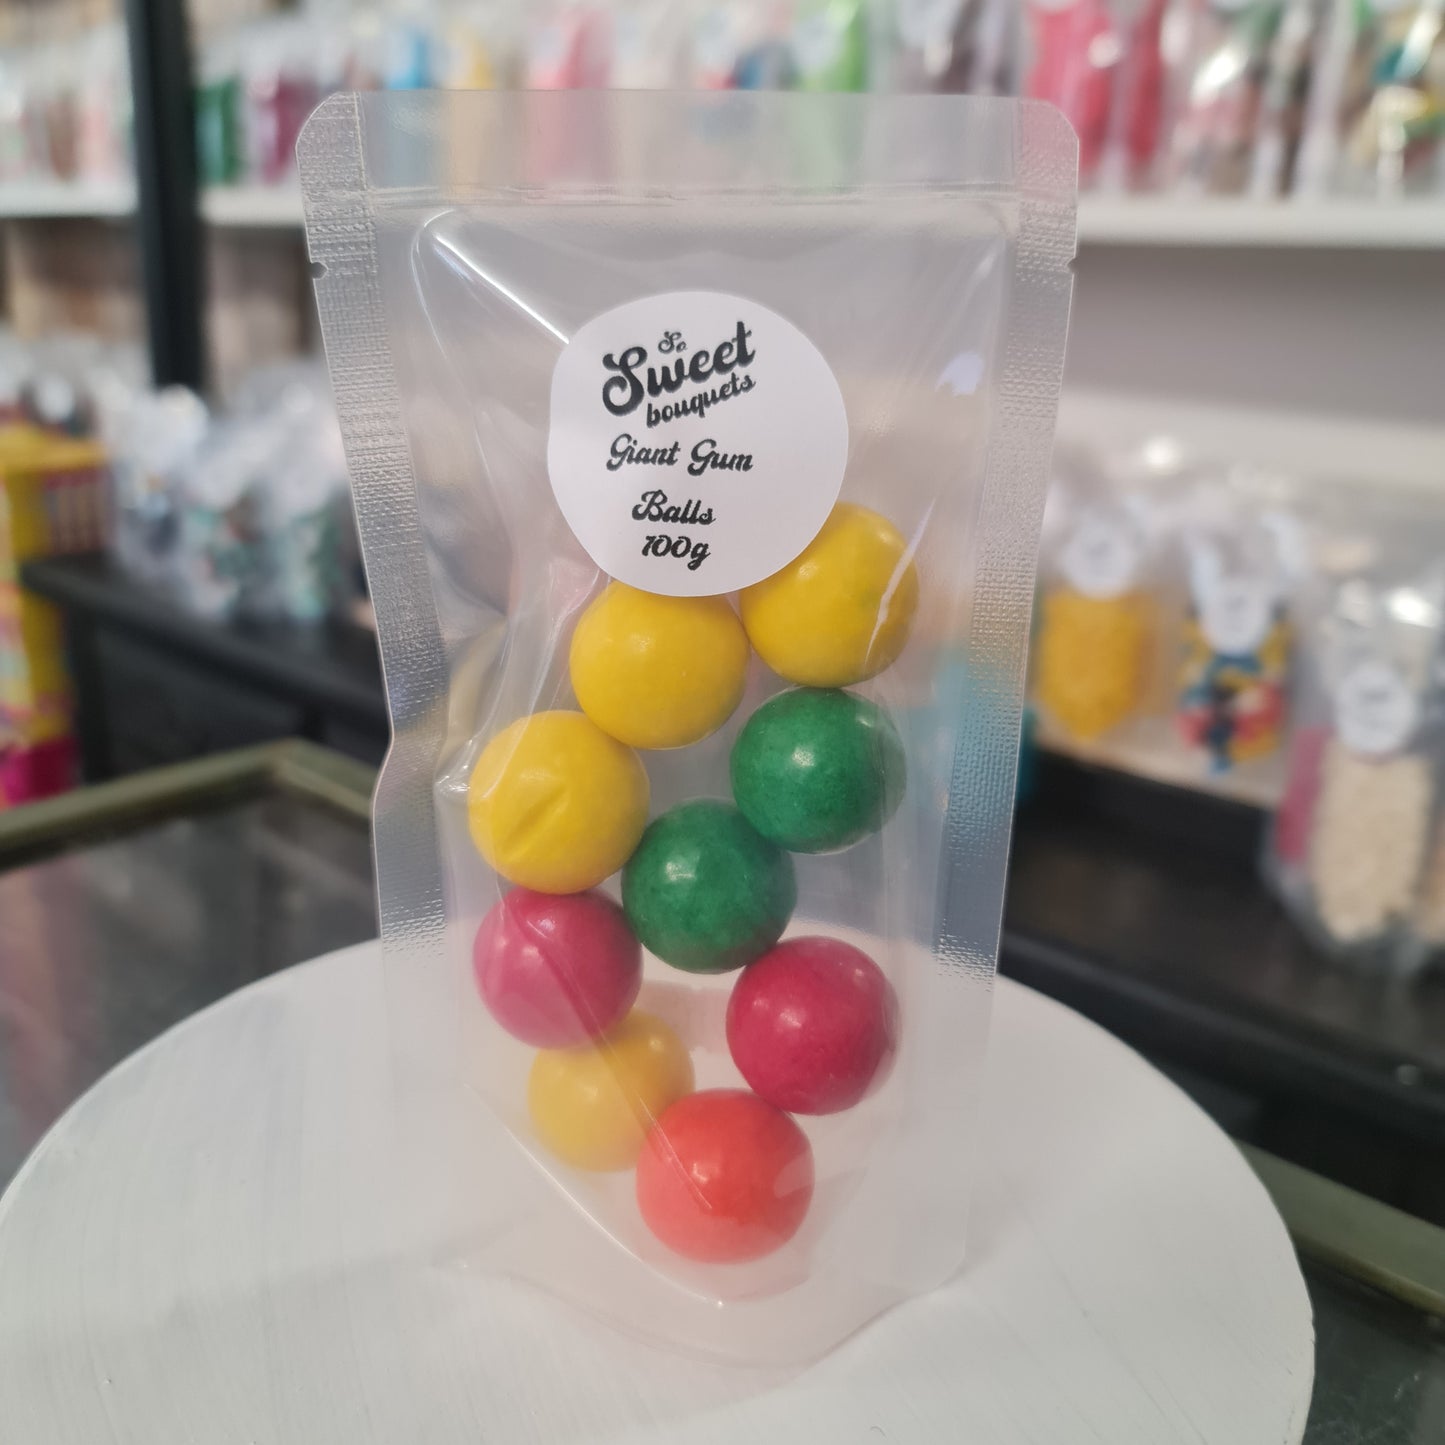 So
Sweet
bouquets
Giant Gum
Balls
100g